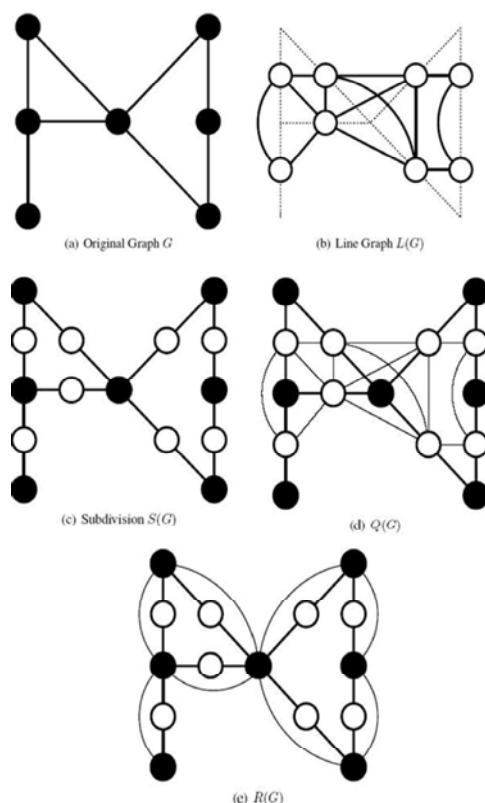 (a) Original Graph G
(b) Line Graph L(G)
(c) Subdivision S(G)
(d) Q(G)
(e) R(G)